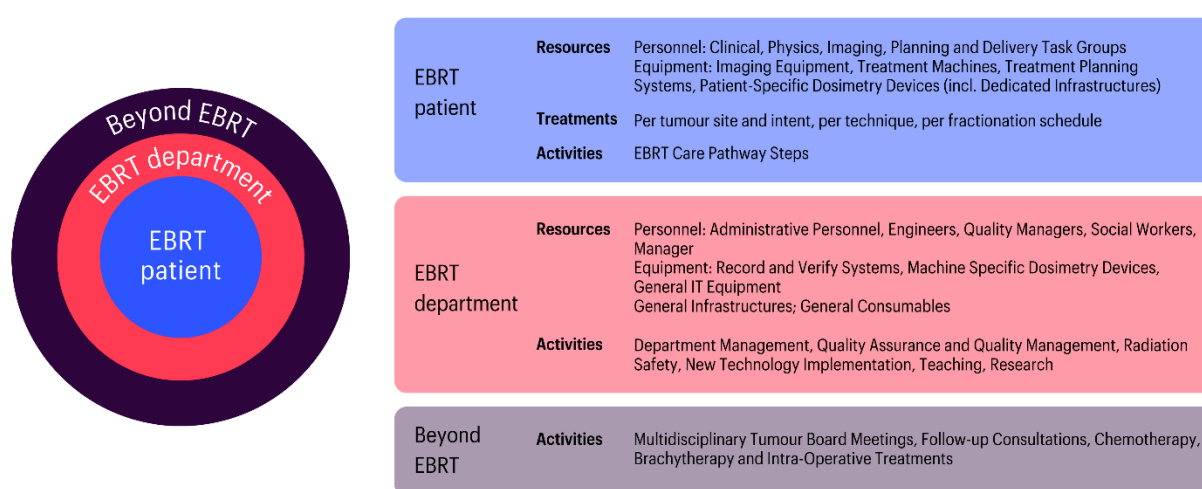 Beyond EBRT
EBRT department
EBRT
patient
EBRT
patient
Resources
Personnel: Clinical, Physics, Imaging, Planning and Delivery Task Groups
Equipment: Imaging Equipment, Treatment Machines, Treatment Planning
Systems, Patient-Specific Dosimetry Devices (incl. Dedicated Infrastructures)
Treatments
Per tumour site and intent, per technique, per fractionation schedule
Activities
EBRT Care Pathway Steps
EBRT
department
Resources
Personnel: Administrative Personnel, Engineers, Quality Managers, Social Workers,
Manager
Equipment: Record and Verify Systems, Machine Specific Dosimetry Devices,
General IT Equipment
General Infrastructures; General Consumables
Activities
Department Management, Quality Assurance and Quality Management, Radiation
Safety, New Technology Implementation, Teaching, Research
Beyond
EBRT
Activities
Multidisciplinary Tumour Board Meetings, Follow-up Consultations, Chemotherapy,
Brachytherapy and Intra-Operative Treatments